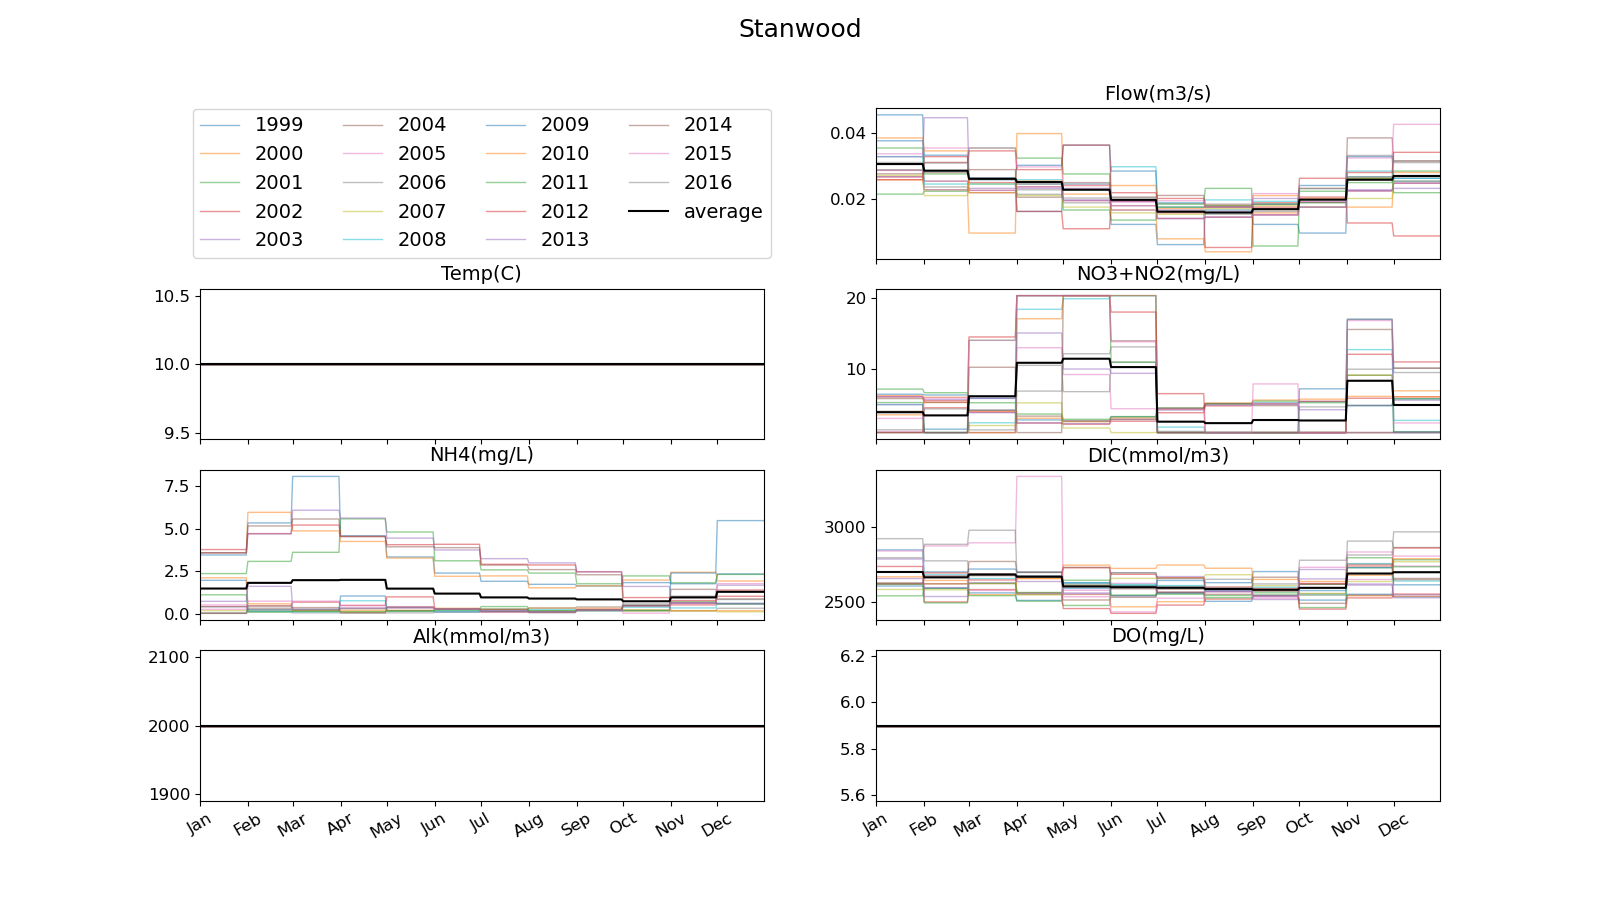 Stanwood
1999 2004 2009 2014
2000 2005 2010 2015
2001 2006 2011 2016
2002 2007 2012 average
2003 2008 2013
Flow(m3/s)
0.04
0.02
Temp(C)
10.5
10.0
9.5
NO3+NO2(mg/L)
20
10
NH4(mg/L)
7.5
5.0
2.5
0.0
DIC(mmol/m3)
3000
2500
Alk(mmol/m3)
2100
2000
1900
Jan Feb Mar Apr May Jun Jul Aug Sep Oct Nov Dec
DO(mg/L)
6.2
6.0
5.8
5.6
Jan Feb Mar Apr May Jun Jul Aug Sep Oct Nov Dec